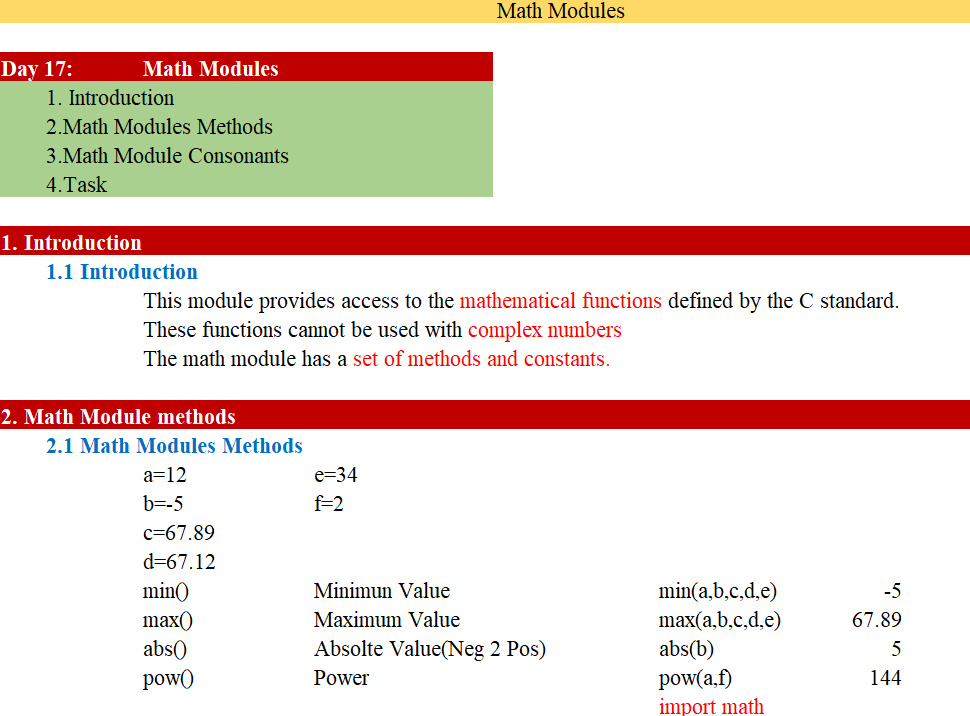 Math Modules
Day 17: Math Modules
1. Introduction
2.Math Modules Methods
3.Math Module Consonants
4.Task
1. Introduction
1.1 Introduction
This module provides access to the mathematical functions defined by the C standard.
These functions cannot be used with complex numbers
The math module has a set of methods and constants.
2. Math Module methods
2.1 Math Modules Methods
a=12 e=34
b=-5 f=2
c=67.89
d=67.12
min() Minimun Value min(a,b,c,d,e) -5
max() Maximum Value max(a,b,c,d,e) 67.89
abs() Absolte Value(Neg 2 Pos) abs(b) 5
pow() Power pow(a,f) 144
import math